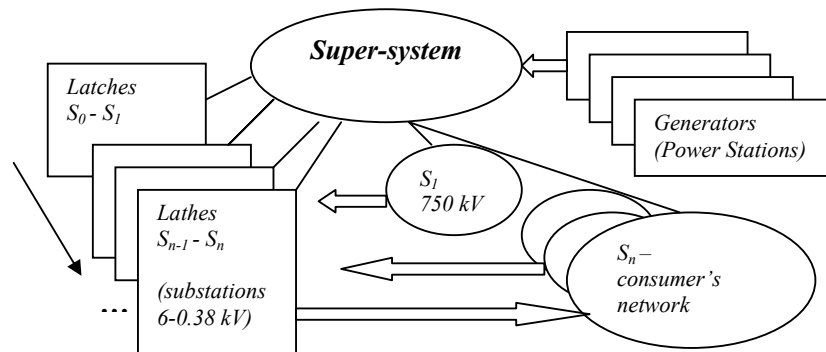 Super-system
Latches
S0 - S1
Generators
(Power Stations)
S1
750 kV
Lathes
Sn-1 - Sn
(substations
6-0.38 kV)
...
Sn –
consumer's
network